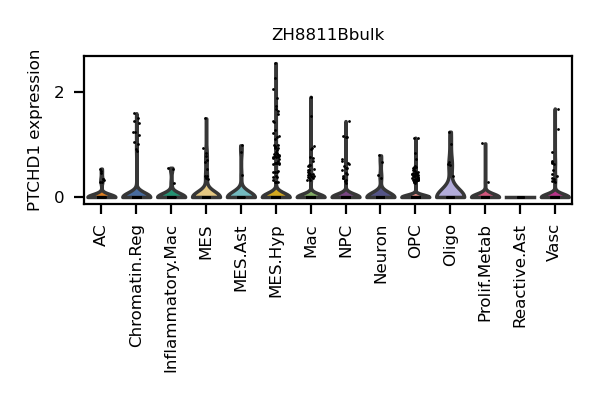 ZH8811Bbulk
PTCHD1 expression
2
0
AC
Chromatin.Reg
Inflammatory.Mac
MES
MES.Ast
MES.Hyp
Mac
NPC
Neuron
OPC
Oligo
Prolif.Metab
Reactive.Ast
Vasc